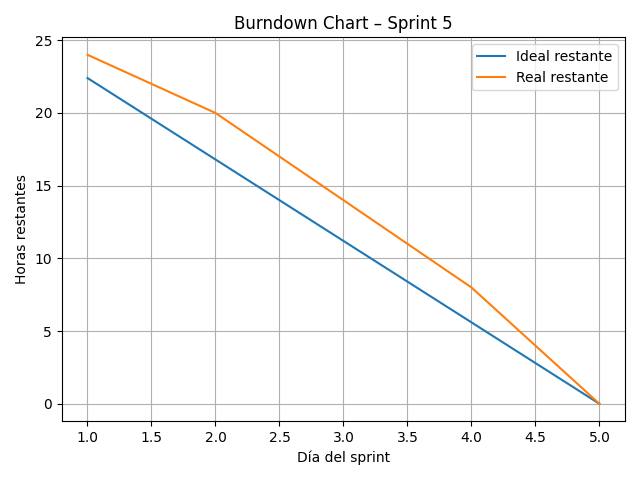 Burndown Chart – Sprint 5
Ideal restante
Real restante
Horas restantes
25
20
15
10
5
0
1.0 1.5 2.0 2.5 3.0 3.5 4.0 4.5 5.0
Día del sprint